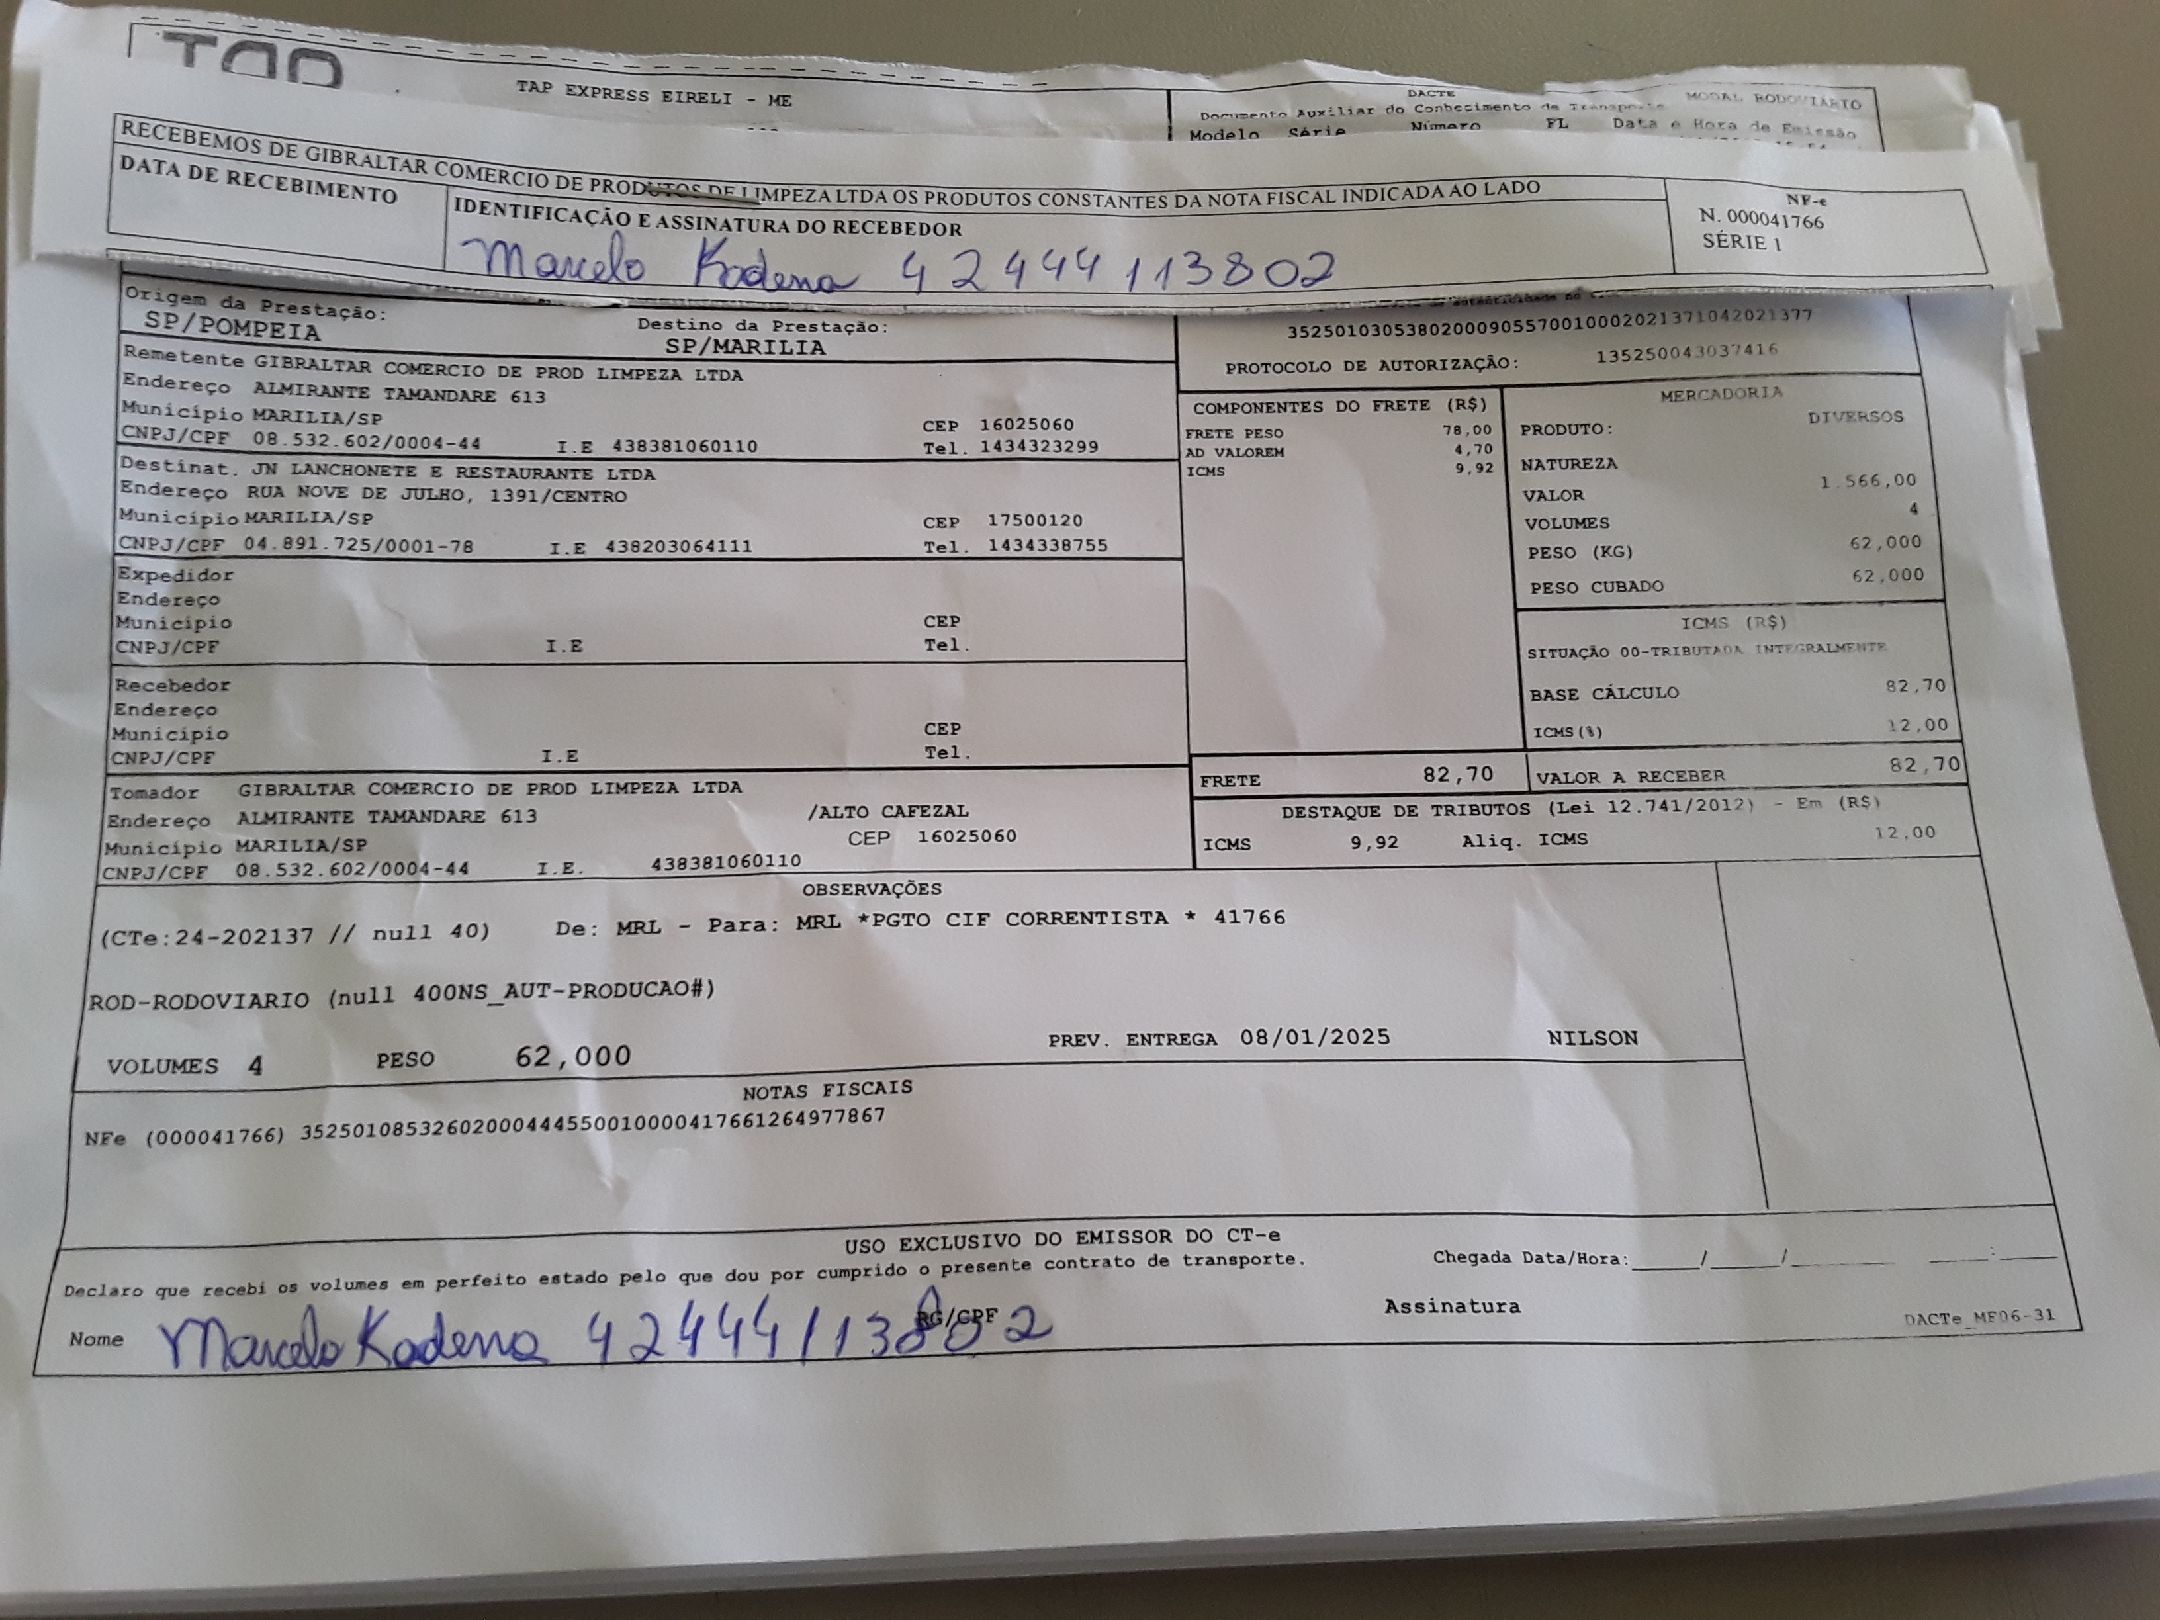 TAP
TAP EXPRESS EIRELI - ME
DACTE
MODAL RODOVIÁRIO
Documento Auxiliar do Conhecimento de Transporte
Modelo Série Número FL Data e Hora de Emissão
RECEBEMOS DE GIBRALTAR COMERCIO DE PRODUTOS DE LIMPEZA LTDA OS PRODUTOS CONSTANTES DA NOTA FISCAL INDICADA AO LADO
DATA DE RECEBIMENTO
IDENTIFICAÇÃO E ASSINATURA DO RECEBEDOR
Marcelo Kadena 42444113802
NF-e
N. 000041766
SÉRIE 1
Origem da Prestação:
SP/POMPEIA
Destino da Prestação:
SP/MARILIA
35250103053802000905570010002021371042021377
PROTOCOLO DE AUTORIZAÇÃO: 135250043037416
Remetente GIBRALTAR COMERCIO DE PROD LIMPEZA LTDA
Endereço ALMIRANTE TAMANDARE 613
Município MARILIA/SP CEP 16025060
CNPJ/CPF 08.532.602/0004-44 I.E 438381060110 Tel. 1434323299
Destinat. JN LANCHONETE E RESTAURANTE LTDA
Endereço RUA NOVE DE JULHO, 1391/CENTRO
Município MARILIA/SP CEP 17500120
CNPJ/CPF 04.891.725/0001-78 I.E 438203064111 Tel. 1434338755
Expedidor
Endereço
Município CEP
CNPJ/CPF I.E Tel.
Recebedor
Endereço
Município CEP
CNPJ/CPF I.E Tel.
Tomador GIBRALTAR COMERCIO DE PROD LIMPEZA LTDA
Endereço ALMIRANTE TAMANDARE 613 /ALTO CAFEZAL
Município MARILIA/SP CEP 16025060
CNPJ/CPF 08.532.602/0004-44 I.E. 438381060110
COMPONENTES DO FRETE (R$)
FRETE PESO 78,00
AD VALOREM 4,70
ICMS 9,92
MERCADORIA
PRODUTO: DIVERSOS
NATUREZA
VALOR 1.566,00
VOLUMES 4
PESO (KG) 62,000
PESO CUBADO 62,000
ICMS (R$)
SITUAÇÃO 00-TRIBUTADA INTEGRALMENTE
BASE CÁLCULO 82,70
ICMS(%) 12,00
FRETE 82,70
VALOR A RECEBER 82,70
DESTAQUE DE TRIBUTOS (Lei 12.741/2012) - Em (R$)
ICMS 9,92 Aliq. ICMS 12,00
OBSERVAÇÕES
(CTe:24-202137 // null 40) De: MRL - Para: MRL *PGTO CIF CORRENTISTA * 41766
ROD-RODOVIARIO (null 400NS_AUT-PRODUCAO#)
VOLUMES 4 PESO 62,000 PREV. ENTREGA 08/01/2025 NILSON
NOTAS FISCAIS
NFe (000041766) 35250108532602000444550010000417661264977867
USO EXCLUSIVO DO EMISSOR DO CT-e
Declaro que recebi os volumes em perfeito estado pelo que dou por cumprido o presente contrato de transporte.
Chegada Data/Hora:_____/_____/_______ ____:____
Nome Marcelo Kadena RG/CPF 42444113802 Assinatura
DACTe_MF06-31